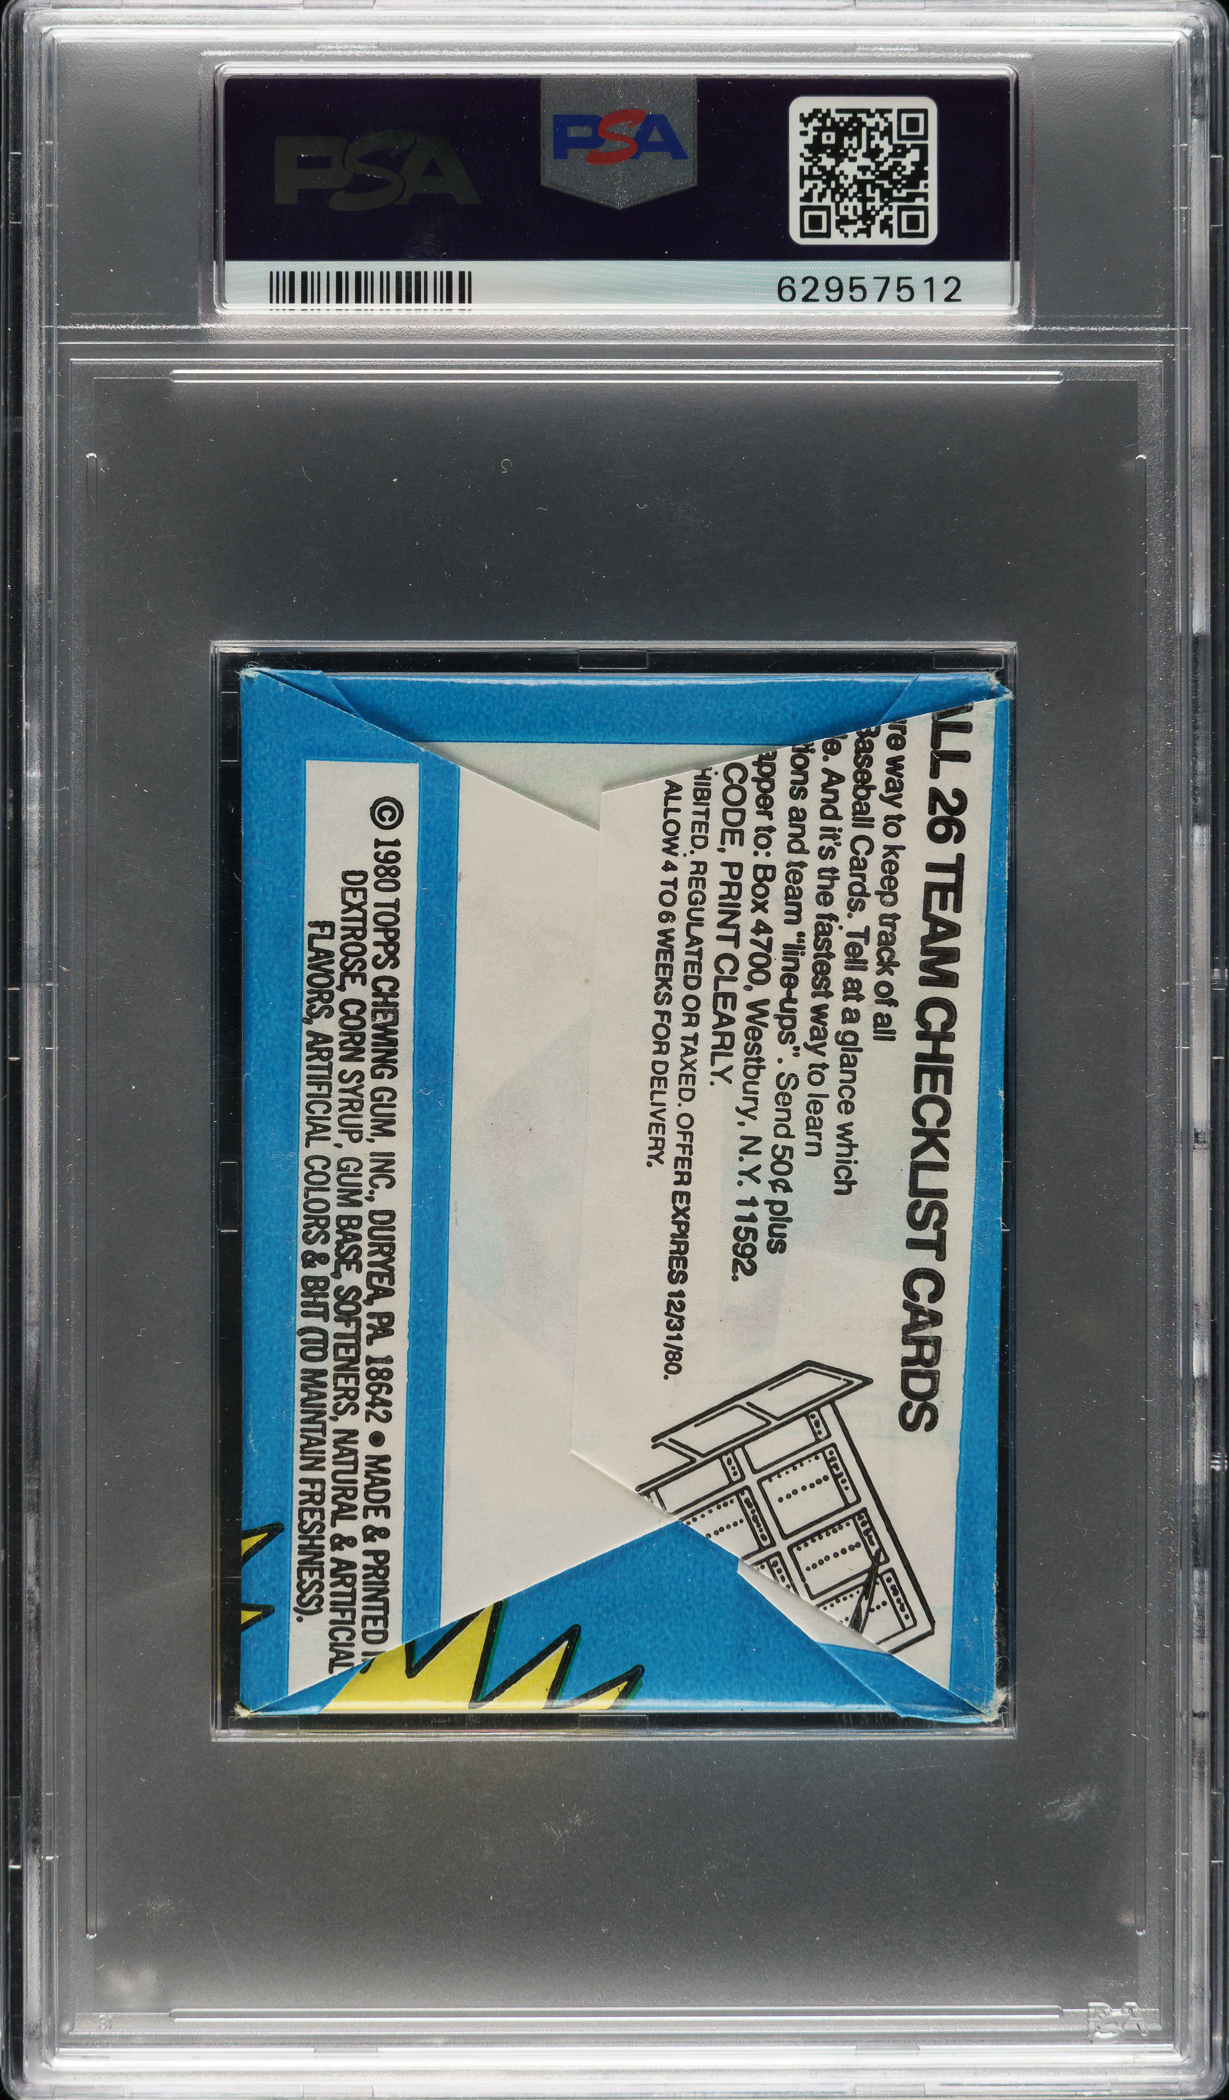 PSA
PSA
62957512
ALL 26 TEAM CHECKLIST CARDS
re way to keep track of all
Baseball Cards. Tell at a glance which
e. And it's the fastest way to learn
ions and team "line-ups". Send 50¢ plus
pper to: Box 4700, Westbury, N.Y. 11592.
CODE, PRINT CLEARLY.
HIBITED, REGULATED OR TAXED. OFFER EXPIRES 12/31/80.
ALLOW 4 TO 6 WEEKS FOR DELIVERY.
© 1980 TOPPS CHEWING GUM, INC., DURYEA, PA. 18642 • MADE & PRINTED
DEXTROSE, CORN SYRUP, GUM BASE, SOFTENERS, NATURAL & ARTIFICIAL
FLAVORS, ARTIFICIAL COLORS & BHT (TO MAINTAIN FRESHNESS).
PSA